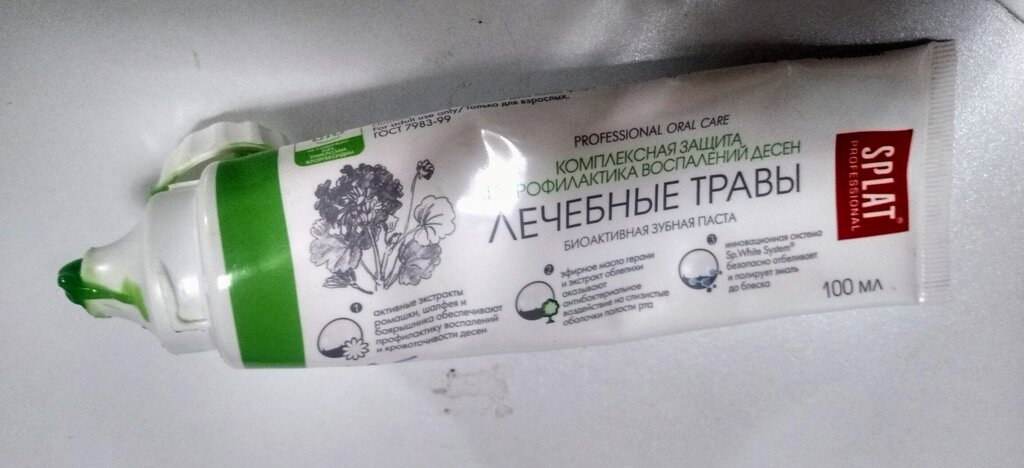 For adult use only/ Только для взрослых.
ГОСТ 7983-99
PROFESSIONAL ORAL CARE
КОМПЛЕКСНАЯ ЗАЩИТА
ПРОФИЛАКТИКА ВОСПАЛЕНИЙ ДЕСЕН
ЛЕЧЕБНЫЕ ТРАВЫ
БИОАКТИВНАЯ ЗУБНАЯ ПАСТА
1
активные экстракты
ромашки, шалфея и
боярышника обеспечивают
профилактику воспалений
и кровоточивости десен
2
эфирное масло герани
и экстракт облепихи
оказывают
антибактериальное
воздействие на слизистые
оболочки полости рта
3
инновационная система
Sp.White System®
безопасно отбеливает
и полирует эмаль
до блеска
100 МЛ
SPLAT®
PROFESSIONAL